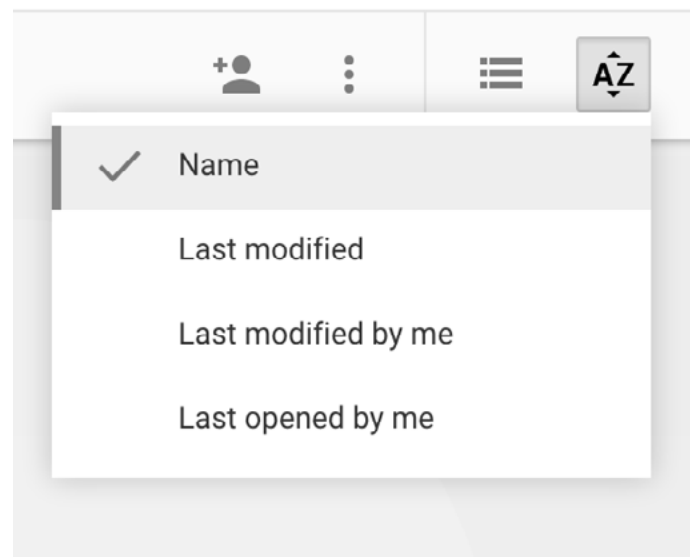 AZ
Name
Last modified
Last modified by me
Last opened by me